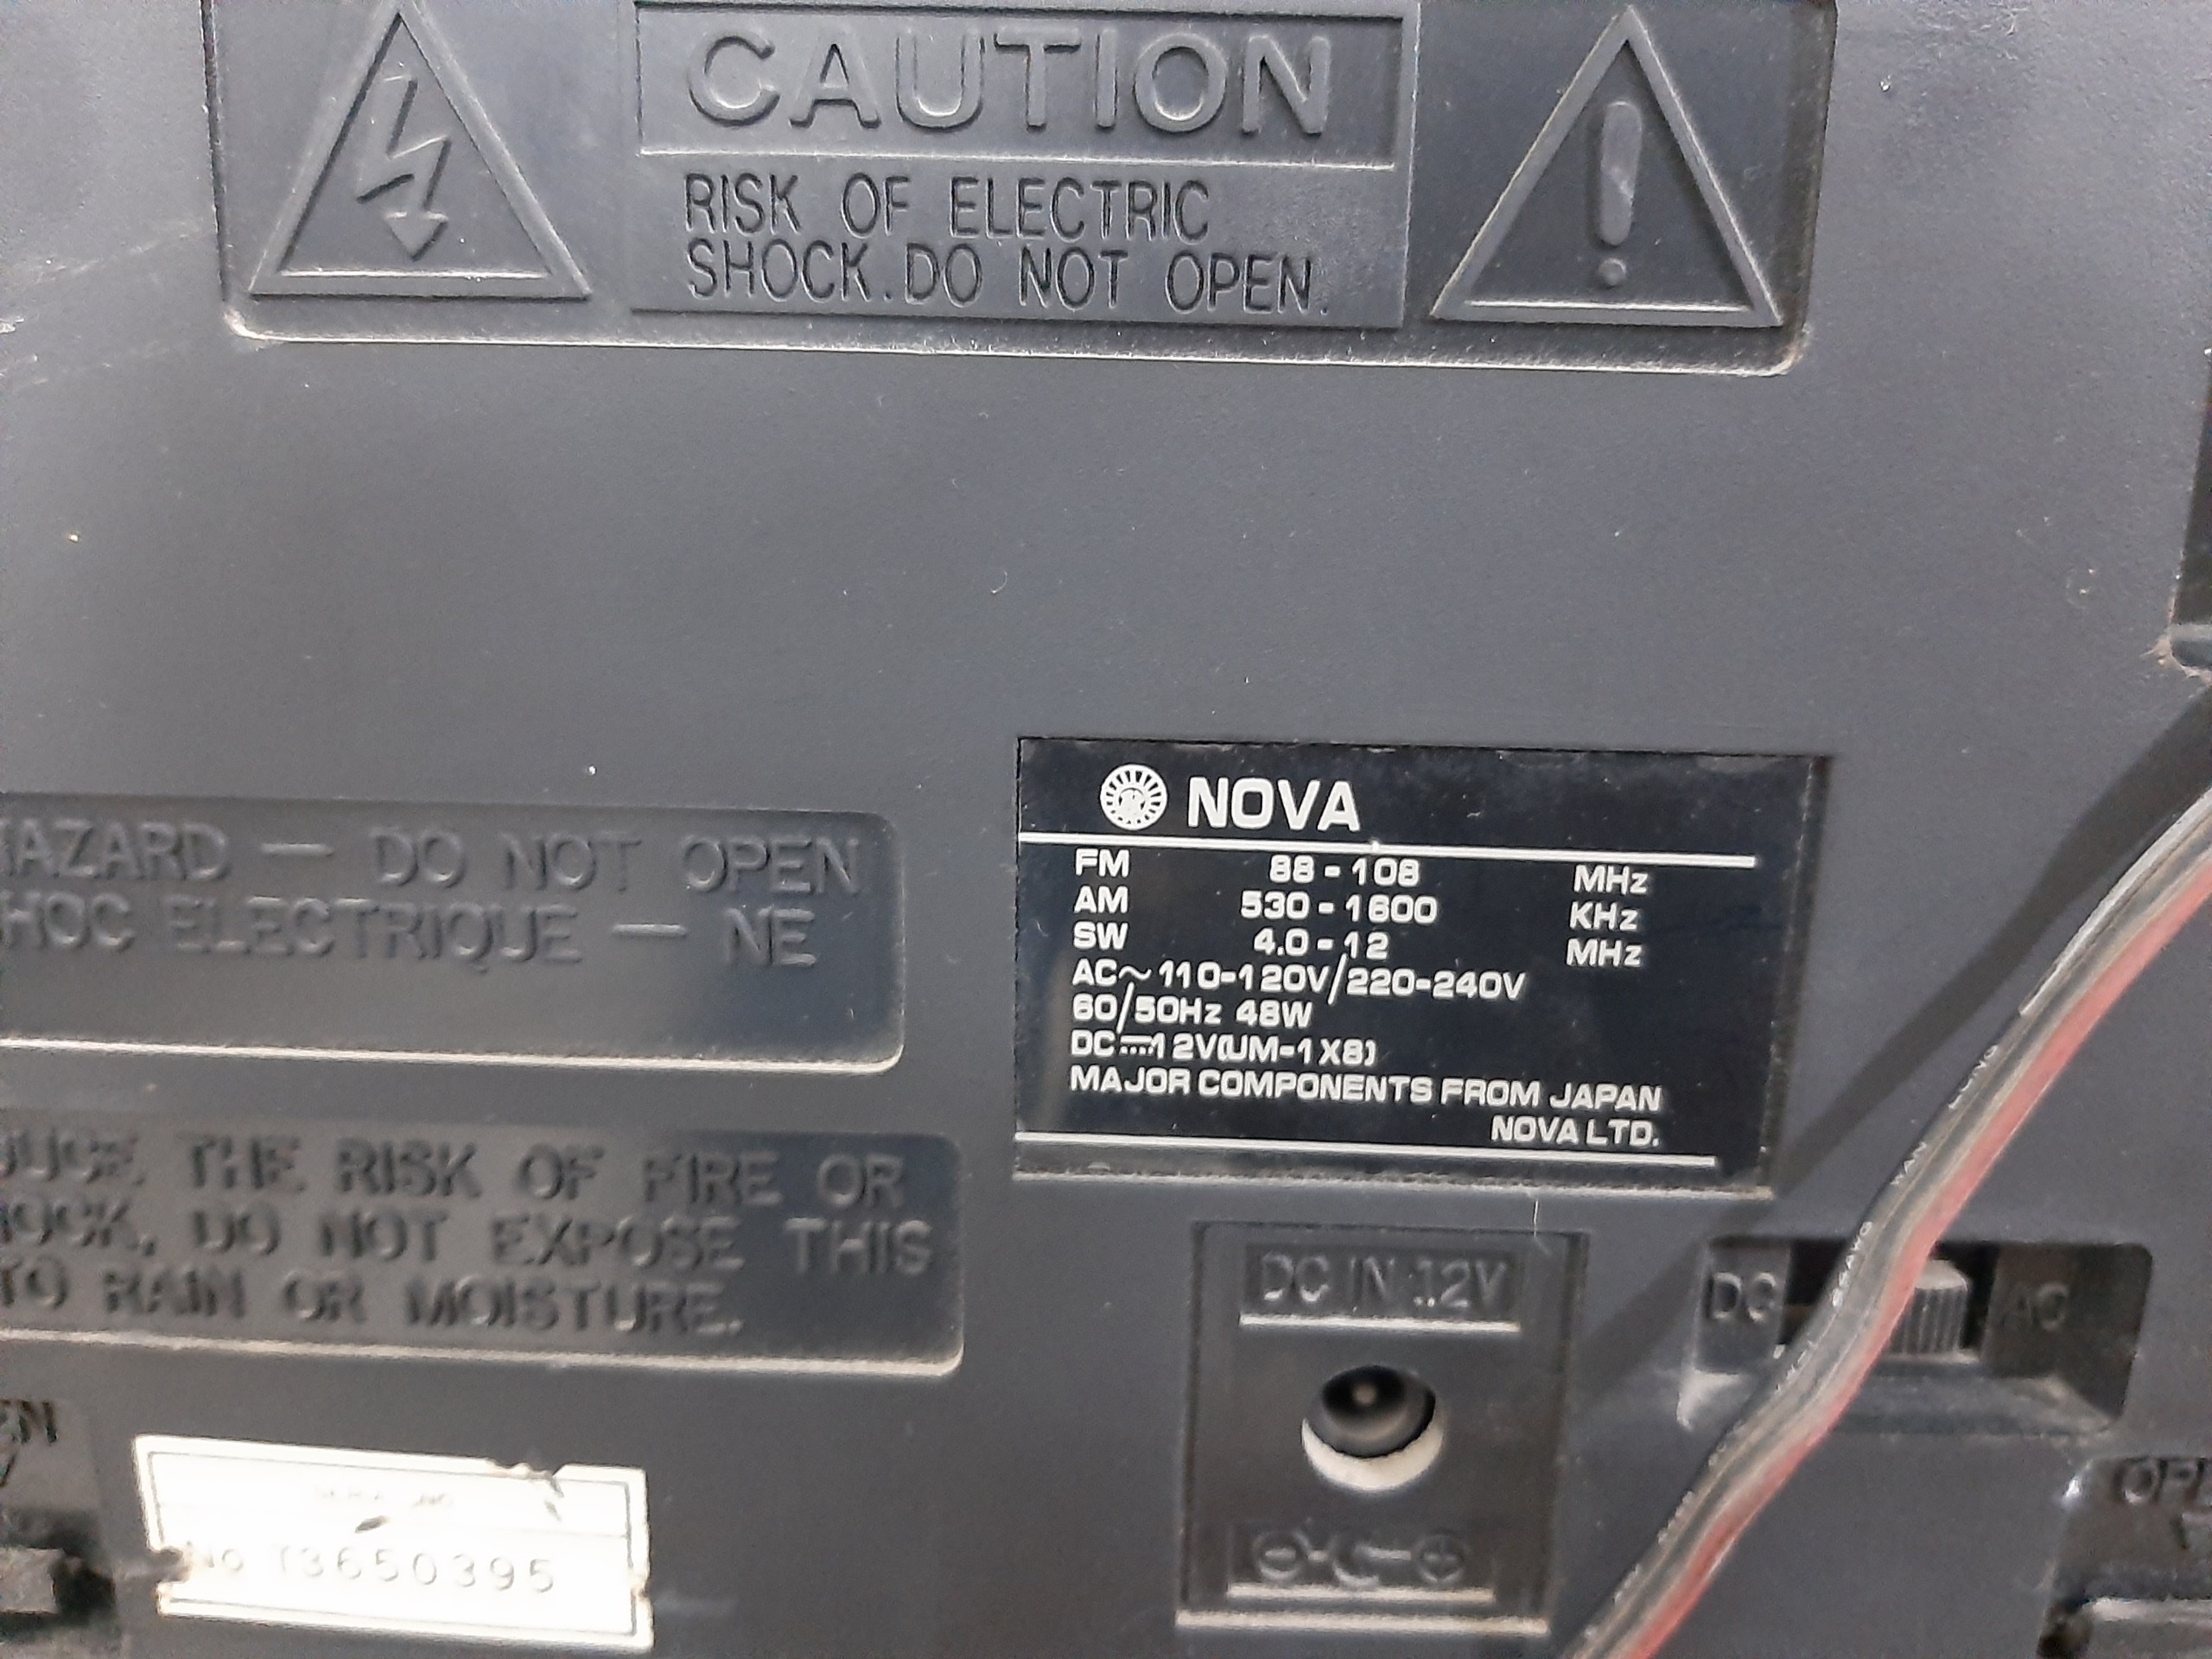 CAUTION
RISK OF ELECTRIC
SHOCK. DO NOT OPEN.
HAZARD — DO NOT OPEN
CHOC ELECTRIQUE — NE
NOVA
FM 88-108 MHz
AM 530-1600 KHz
SW 4.0-12 MHz
AC~110-120V/220-240V
60/50Hz 48W
DC⎓12V(UM-1X8)
MAJOR COMPONENTS FROM JAPAN
NOVA LTD.
THE RISK OF FIRE OR
DO NOT EXPOSE THIS
TO RAIN OR MOISTURE.
DC IN 12V
DC AC
No 13650395